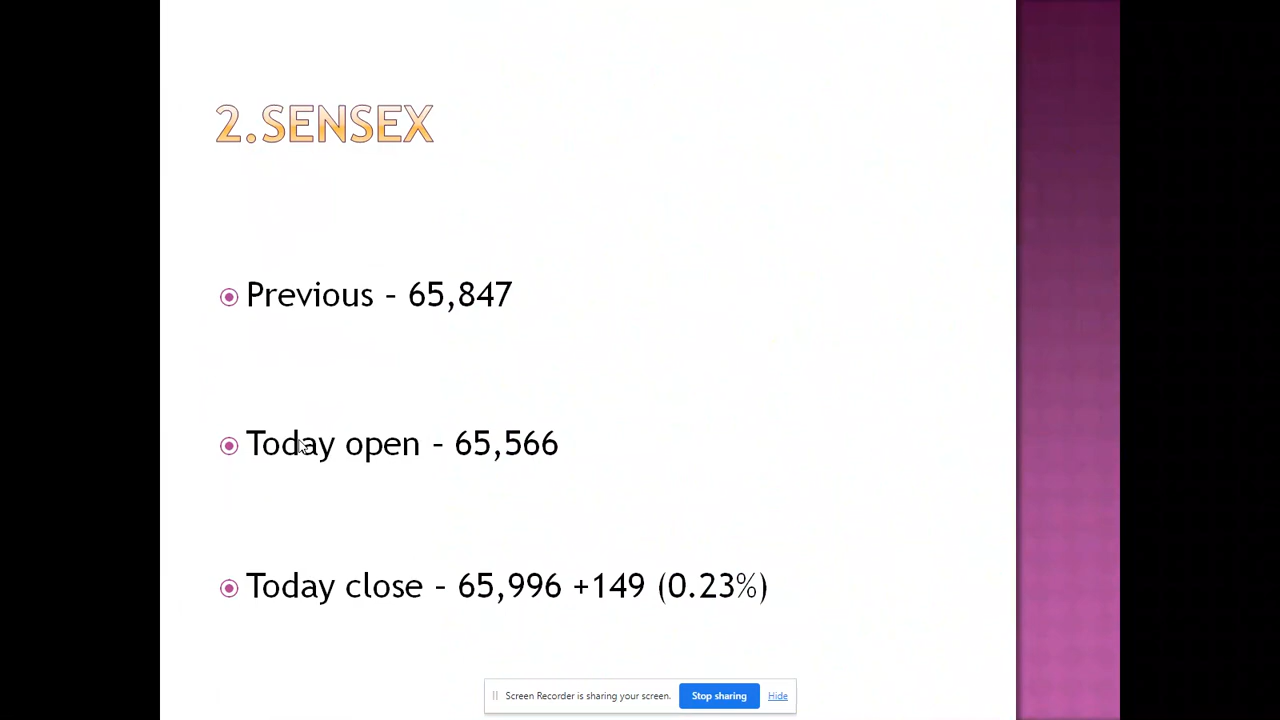 2.SENSEX
Previous – 65,847
Today open – 65,566
Today close – 65,996 +149 (0.23%)
Screen Recorder is sharing your screen. Stop sharing Hide